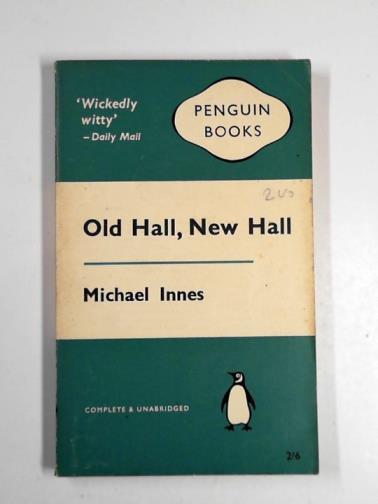 ‘Wickedly
witty’
– Daily Mail
PENGUIN
BOOKS
Old Hall, New Hall
Michael Innes
COMPLETE & UNABRIDGED
2/6